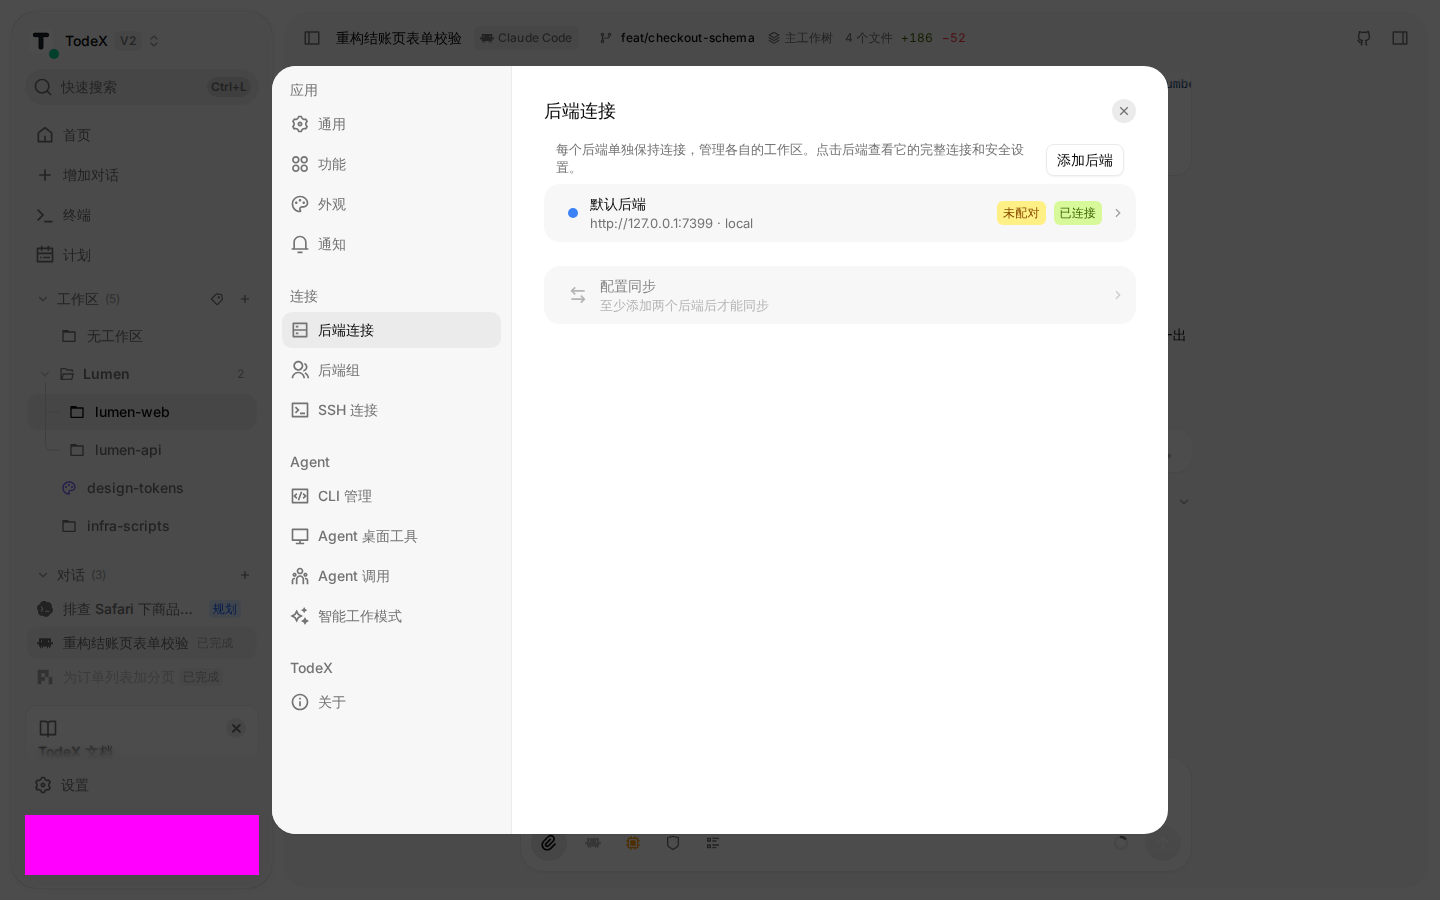 TodeX V2
快速搜索 Ctrl+L
首页
增加对话
终端
计划
工作区 (5)
无工作区
Lumen 2
lumen-web
lumen-api
design-tokens
infra-scripts
对话 (3)
排查 Safari 下商品... 规划
重构结账页表单校验 已完成
为订单列表加分页 已完成
TodeX 文档
设置
重构结账页表单校验 Claude Code feat/checkout-schema 主工作树 4 个文件 +186 −52
应用
通用
功能
外观
通知
连接
后端连接
后端组
SSH 连接
Agent
CLI 管理
Agent 桌面工具
Agent 调用
智能工作模式
TodeX
关于
后端连接
每个后端单独保持连接，管理各自的工作区。点击后端查看它的完整连接和安全设
置。
添加后端
默认后端
http://127.0.0.1:7399 · local
未配对 已连接
配置同步
至少添加两个后端后才能同步
出